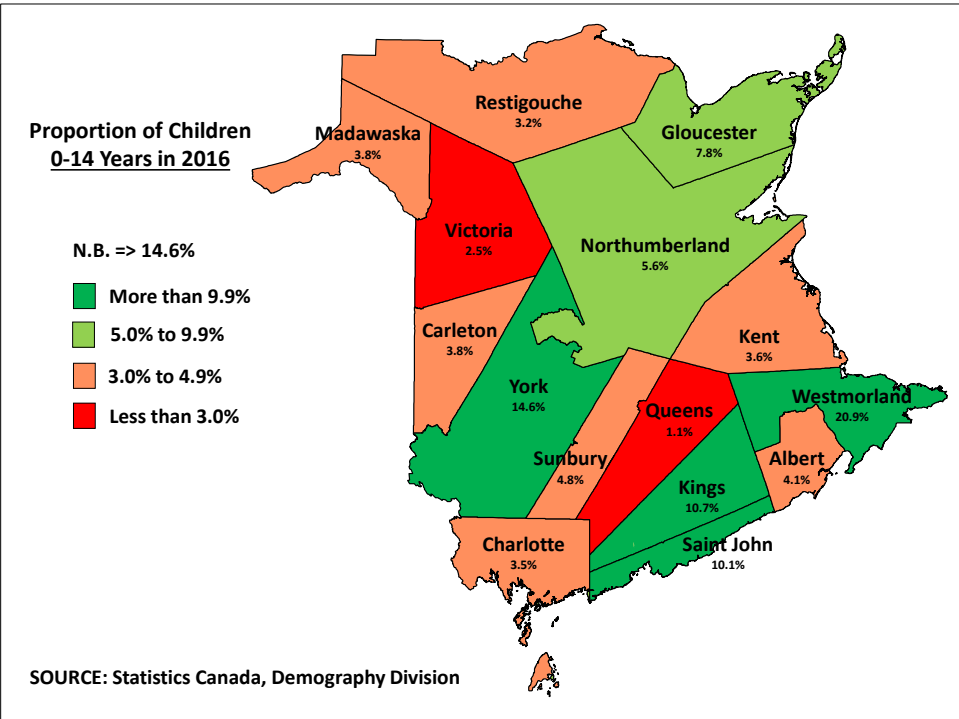 Proportion of Children
0-14 Years in 2016
N.B. => 14.6%
More than 9.9%
5.0% to 9.9%
3.0% to 4.9%
Less than 3.0%
Restigouche
3.2%
Madawaska
3.8%
Gloucester
7.8%
Victoria
2.5%
Northumberland
5.6%
Carleton
3.8%
Kent
3.6%
York
14.6%
Westmorland
20.9%
Queens
1.1%
Sunbury
4.8%
Albert
4.1%
Kings
10.7%
Charlotte
3.5%
Saint John
10.1%
SOURCE: Statistics Canada, Demography Division